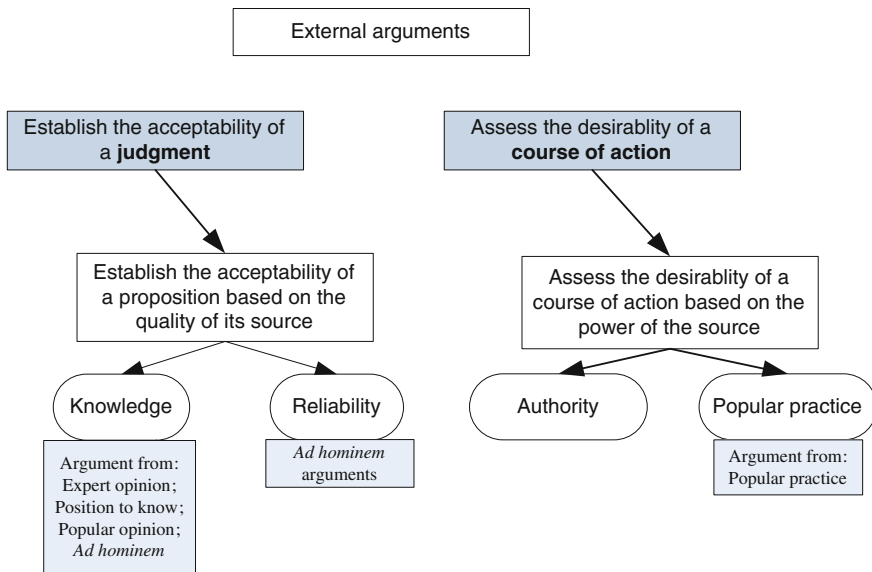 External arguments
Establish the acceptability of
a judgment
Assess the desirablity of a
course of action
Establish the acceptability of
a proposition based on the
quality of its source
Assess the desirablity of a
course of action based on the
power of the source
Knowledge
Reliability
Authority
Popular practice
Argument from:
Expert opinion;
Position to know;
Popular opinion;
Ad hominem
Ad hominem
arguments
Argument from:
Popular practice